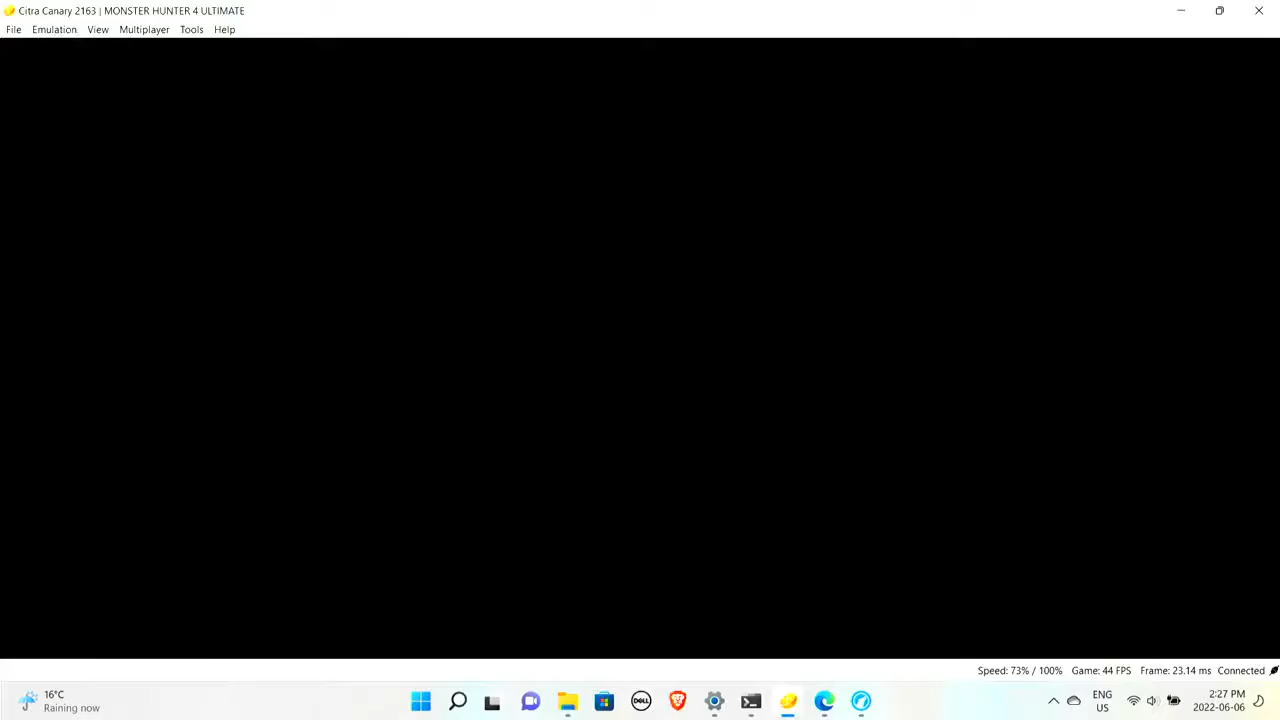 Citra Canary 2163 | MONSTER HUNTER 4 ULTIMATE
File Emulation View Multiplayer Tools Help
Speed: 73% / 100% Game: 44 FPS Frame: 23.14 ms Connected
16°C
Raining now
DELL
ENG
US
2:27 PM
2022-06-06